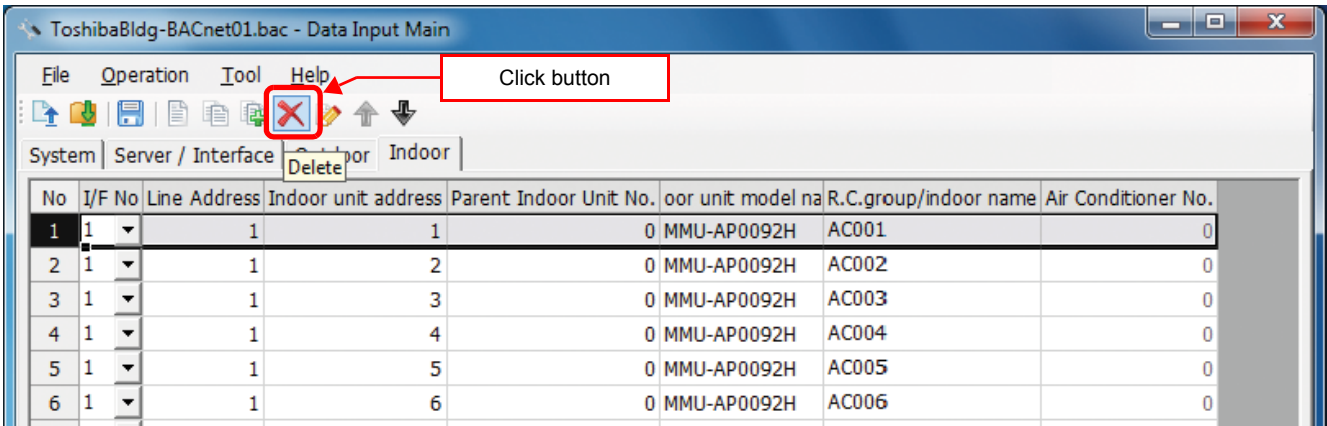 ToshibaBldg-BACnet01.bac - Data Input Main
File Operation Tool Help
Click button
System Server / Interface Outdoor Indoor
Delete
No I/F No Line Address Indoor unit address Parent Indoor Unit No. oor unit model na R.C.group/indoor name Air Conditioner No.
1 1 1 1 0 MMU-AP0092H AC001 0
2 1 1 2 0 MMU-AP0092H AC002 0
3 1 1 3 0 MMU-AP0092H AC003 0
4 1 1 4 0 MMU-AP0092H AC004 0
5 1 1 5 0 MMU-AP0092H AC005 0
6 1 1 6 0 MMU-AP0092H AC006 0